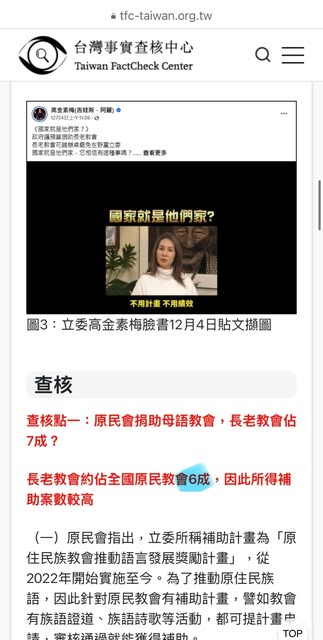 tfc-taiwan.org.tw
台灣事實查核中心
Taiwan FactCheck Center
高金素梅(吉娃斯・阿麗)
12月4日上午11:06
《國家就是他們家？》
政府護預算捐助長老教會
長老教會花錢辦桌罷免在野黨立委
國家就是他們家，您相信有這種事嗎？...... 查看更多
國家就是他們家?
不用計畫 不用績效
圖3：立委高金素梅臉書12月4日貼文擷圖
查核
查核點一：原民會捐助母語教會，長老教會佔
7成？
長老教會約佔全國原民教會6成，因此所得補
助案數較高
（一）原民會指出，立委所稱補助計畫為「原
住民族教會推動語言發展獎勵計畫」，從
2022年開始實施至今。為了推動原住民族
語，因此針對原民教會有補助計畫，譬如教會
有族語證道、族語詩歌等活動，都可提計畫申
請，審核通過就能獲得補助。
TOP